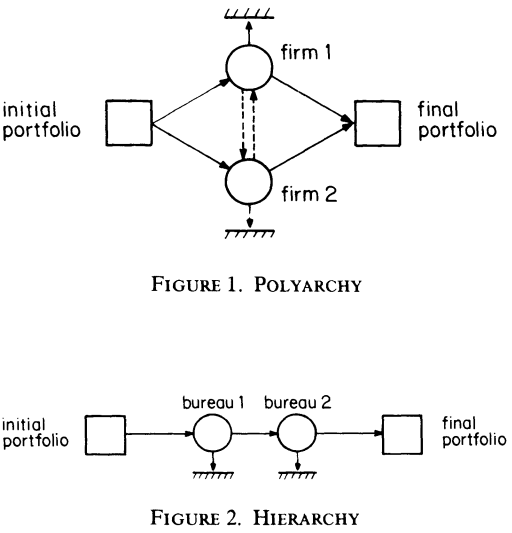 firm 1
initial
portfolio
final
portfolio
firm 2
FIGURE 1. POLYARCHY
bureau 1 bureau 2
initial
portfolio
final
portfolio
FIGURE 2. HIERARCHY